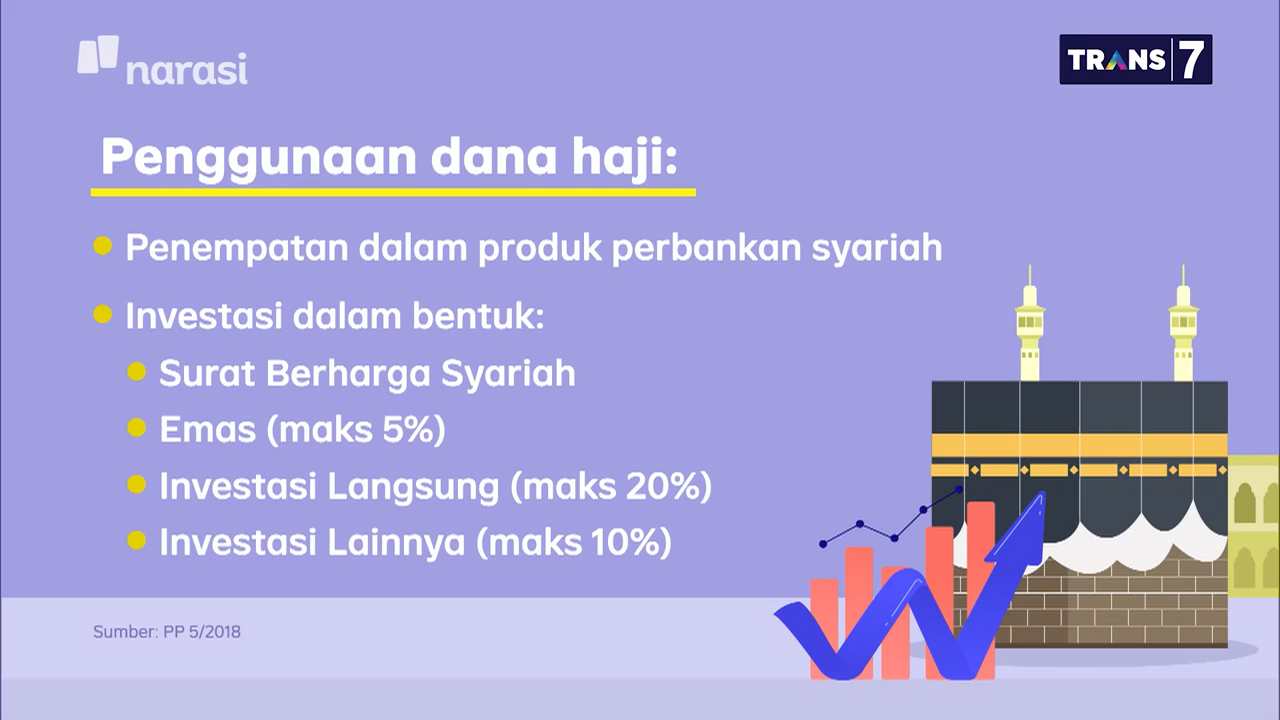 narasi
TRANS 7
Penggunaan dana haji:
Penempatan dalam produk perbankan syariah
Investasi dalam bentuk:
Surat Berharga Syariah
Emas (maks 5%)
Investasi Langsung (maks 20%)
Investasi Lainnya (maks 10%)
Sumber: PP 5/2018